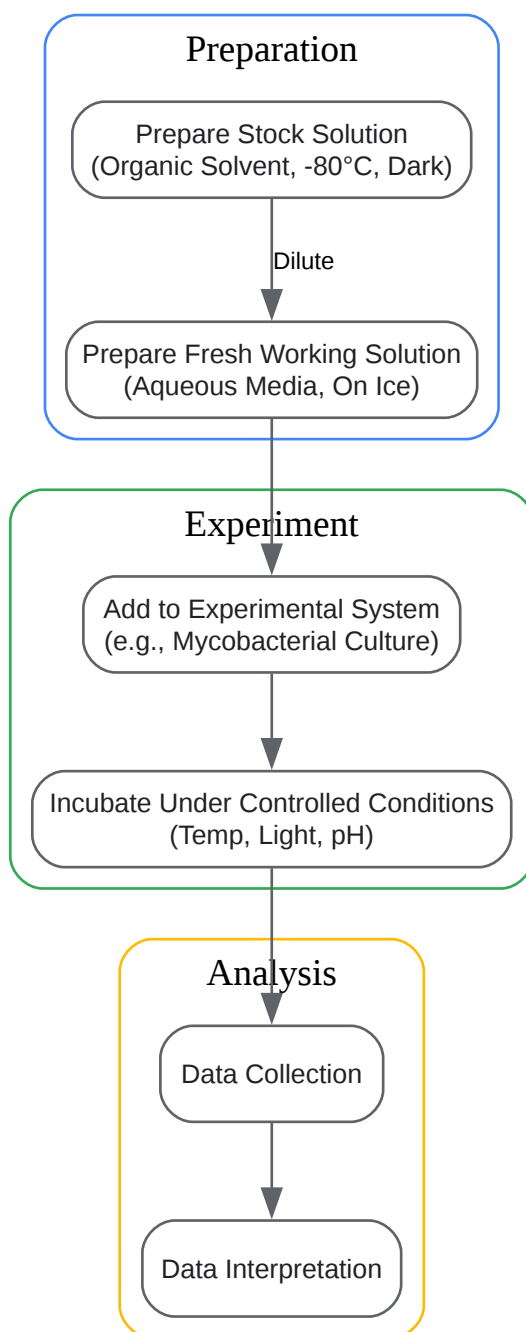 Preparation
Prepare Stock Solution
(Organic Solvent, -80°C, Dark)
Dilute
Prepare Fresh Working Solution
(Aqueous Media, On Ice)
Experiment
Add to Experimental System
(e.g., Mycobacterial Culture)
Incubate Under Controlled Conditions
(Temp, Light, pH)
Analysis
Data Collection
Data Interpretation